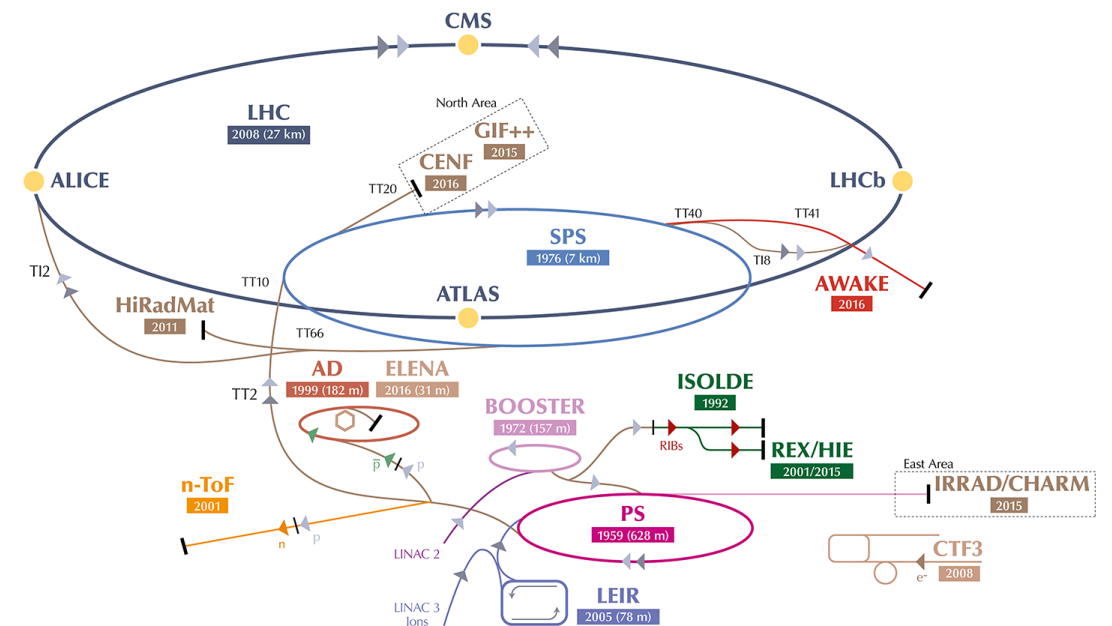 CMS
LHC
2008 (27 km)
North Area
GIF++
2015
CENF
2016
ALICE
TT20
LHCb
TT40
TT41
SPS
1976 (7 km)
TI8
TI2
TT10
ATLAS
AWAKE
2016
HiRadMat
2011
TT66
AD
1999 (182 m)
ELENA
2016 (31 m)
TT2
ISOLDE
1992
BOOSTER
1972 (157 m)
RIBs
REX/HIE
2001/2015
p̅
p
East Area
n-ToF
2001
IRRAD/CHARM
2015
PS
1959 (628 m)
n
p
LINAC 2
CTF3
2008
e-
LEIR
2005 (78 m)
LINAC 3
Ions